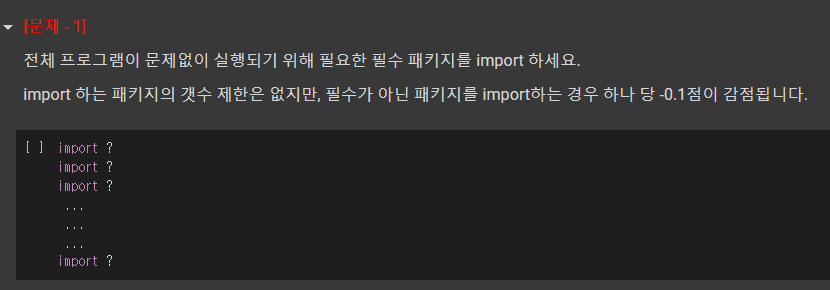 [문제 - 1]
전체 프로그램이 문제없이 실행되기 위해 필요한 필수 패키지를 import 하세요.
import 하는 패키지의 갯수 제한은 없지만, 필수가 아닌 패키지를 import하는 경우 하나 당 -0.1점이 감점됩니다.
[ ] import ?
import ?
import ?
...
...
...
import ?